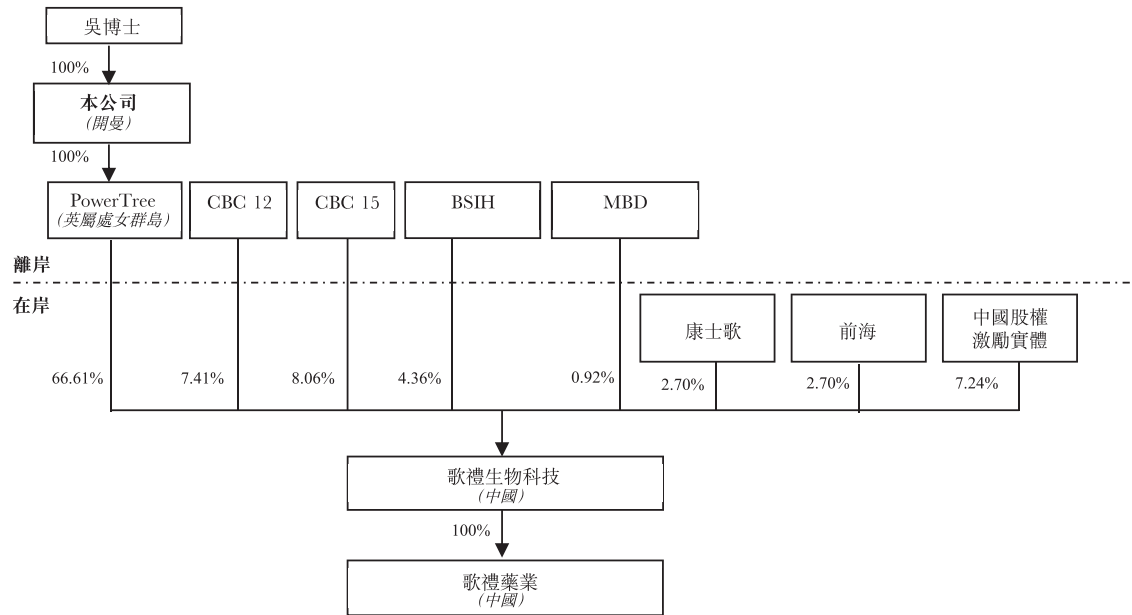 吳博士
100%
本公司
(開曼)
100%
PowerTree
(英屬處女群島)
CBC 12
CBC 15
BSIH
MBD
離岸
在岸
康士歌
前海
中國股權
激勵實體
66.61%
7.41%
8.06%
4.36%
0.92%
2.70%
2.70%
7.24%
歌禮生物科技
(中國)
100%
歌禮藥業
(中國)